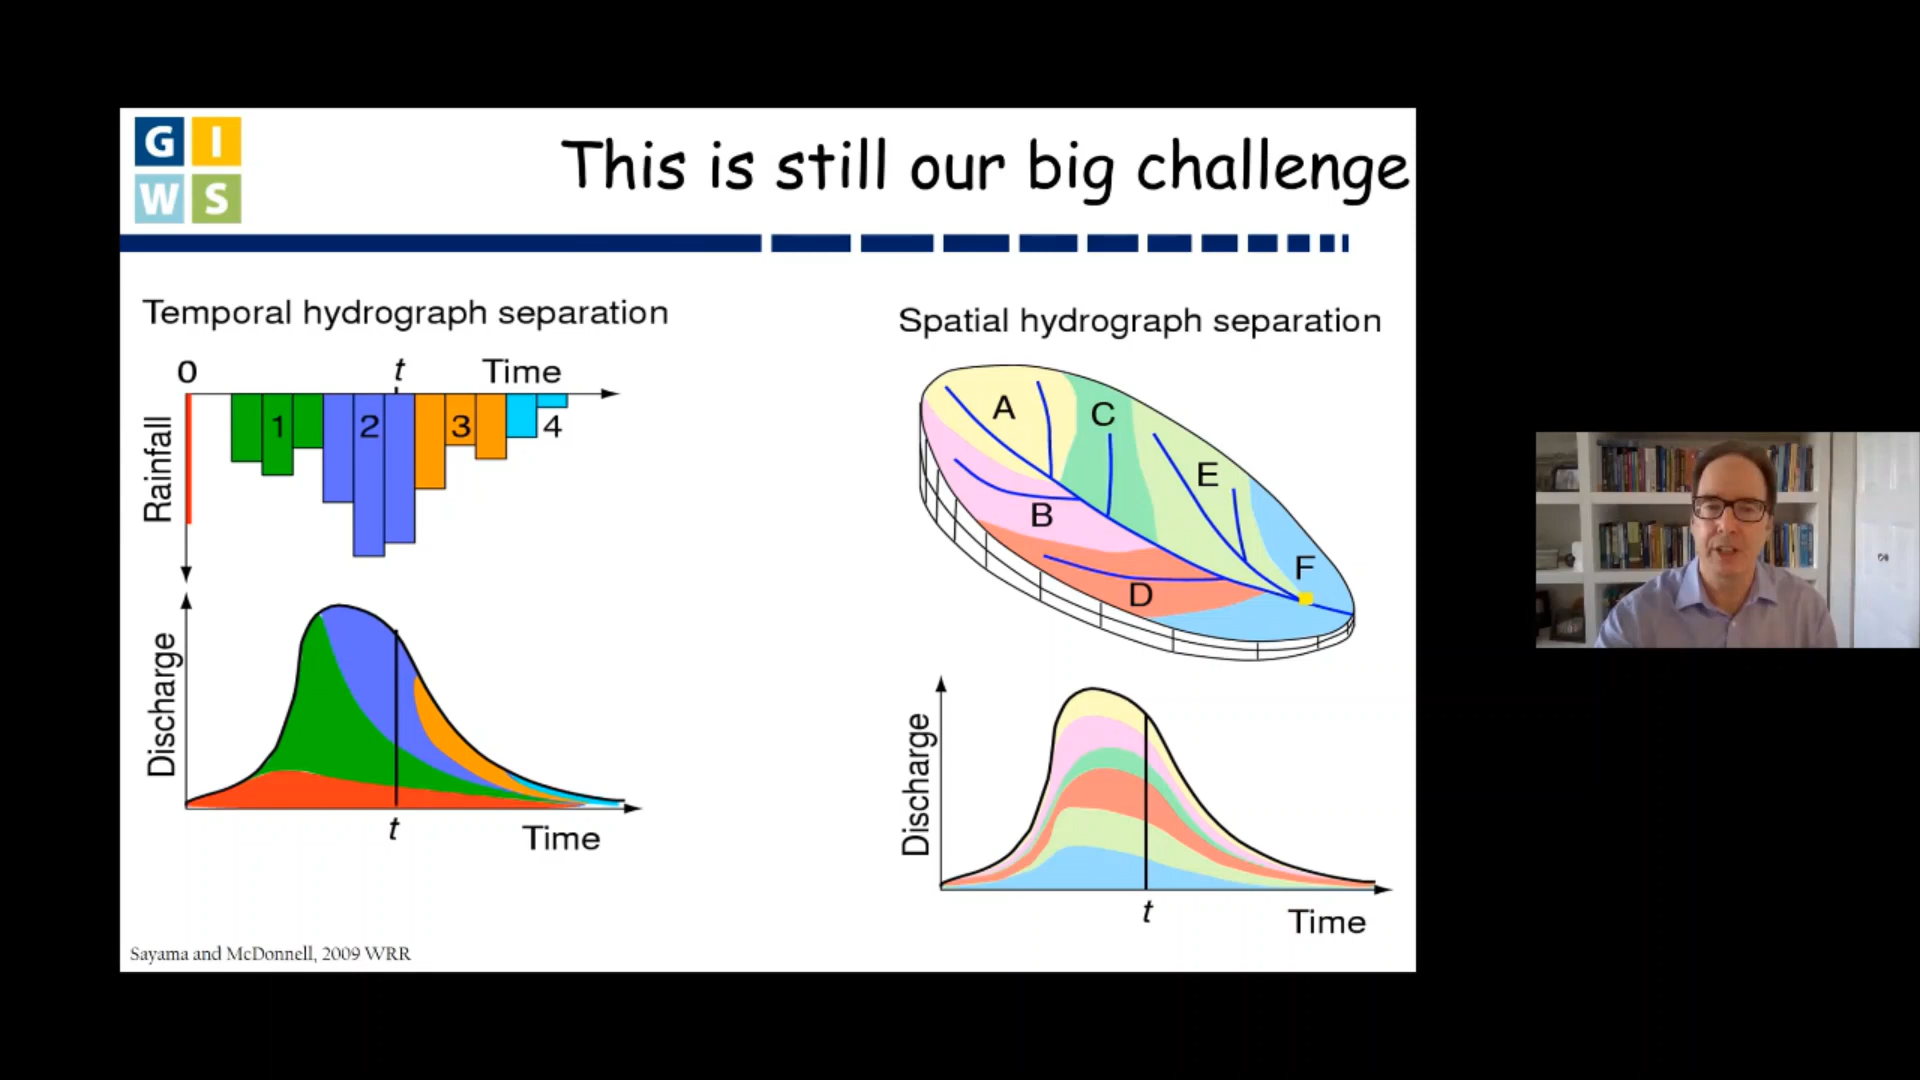 G I
W S
This is still our big challenge
Temporal hydrograph separation
0 t Time
Rainfall
1 2 3 4
Discharge
t
Time
Spatial hydrograph separation
A
C
E
B
F
D
Discharge
t
Time
Sayama and McDonnell, 2009 WRR